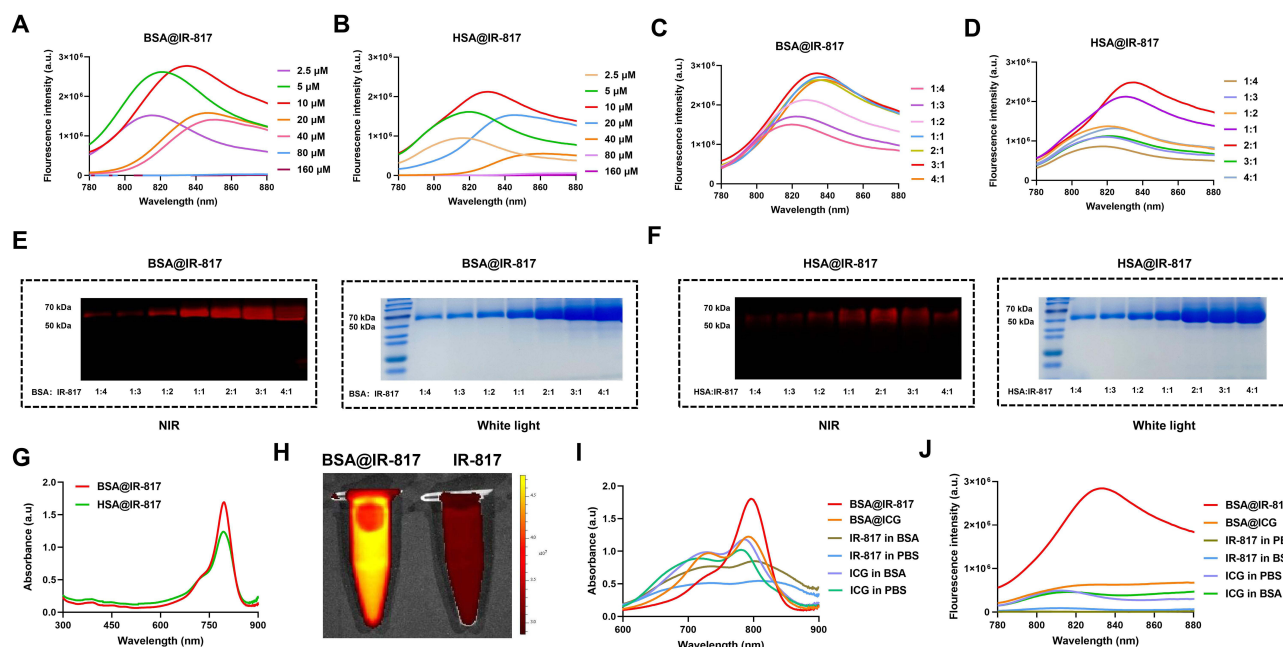 A
BSA@IR-817
Flourescence intensity (a.u.)
3×10⁶
2×10⁶
1×10⁶
0
780 800 820 840 860 880
Wavelength (nm)
2.5 μM
5 μM
10 μM
20 μM
40 μM
80 μM
160 μM
B
HSA@IR-817
Flourescence intensity (a.u.)
3×10⁶
2×10⁶
1×10⁶
0
780 800 820 840 860 880
Wavelength (nm)
2.5 μM
5 μM
10 μM
20 μM
40 μM
80 μM
160 μM
C
BSA@IR-817
Flourescence intensity (a.u.)
3×10⁶
2×10⁶
1×10⁶
0
780 800 820 840 860 880
Wavelength (nm)
1:4
1:3
1:2
1:1
2:1
3:1
4:1
D
HSA@IR-817
Flourescence intensity (a.u.)
3×10⁶
2×10⁶
1×10⁶
0
780 800 820 840 860 880
Wavelength (nm)
1:4
1:3
1:2
1:1
2:1
3:1
4:1
E
BSA@IR-817
70 kDa
50 kDa
BSA: IR-817 1:4 1:3 1:2 1:1 2:1 3:1 4:1
NIR
BSA@IR-817
70 kDa
50 kDa
BSA: IR-817 1:4 1:3 1:2 1:1 2:1 3:1 4:1
White light
F
HSA@IR-817
70 kDa
50 kDa
HSA:IR-817 1:4 1:3 1:2 1:1 2:1 3:1 4:1
NIR
HSA@IR-817
70 kDa
50 kDa
HSA:IR-817 1:4 1:3 1:2 1:1 2:1 3:1 4:1
White light
G
BSA@IR-817
HSA@IR-817
Absorbance (a.u)
2.0
1.5
1.0
0.5
0.0
300 450 600 750 900
Wavelength (nm)
H
BSA@IR-817 IR-817
I
Absorbance (a.u)
2.0
1.5
1.0
0.5
0.0
600 700 800 900
Wavelength (nm)
BSA@IR-817
BSA@ICG
IR-817 in BSA
IR-817 in PBS
ICG in BSA
ICG in PBS
J
Flourescence intensity (a.u.)
3×10⁶
2×10⁶
1×10⁶
0
780 800 820 840 860 880
Wavelength (nm)
BSA@IR-81
BSA@ICG
IR-817 in PB
IR-817 in BS
ICG in PBS
ICG in BSA